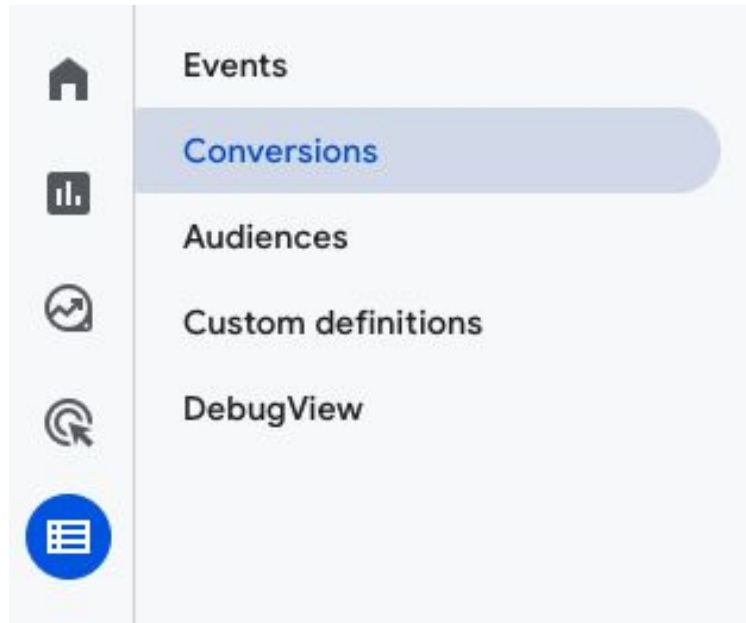 Events
Conversions
Audiences
Custom definitions
DebugView